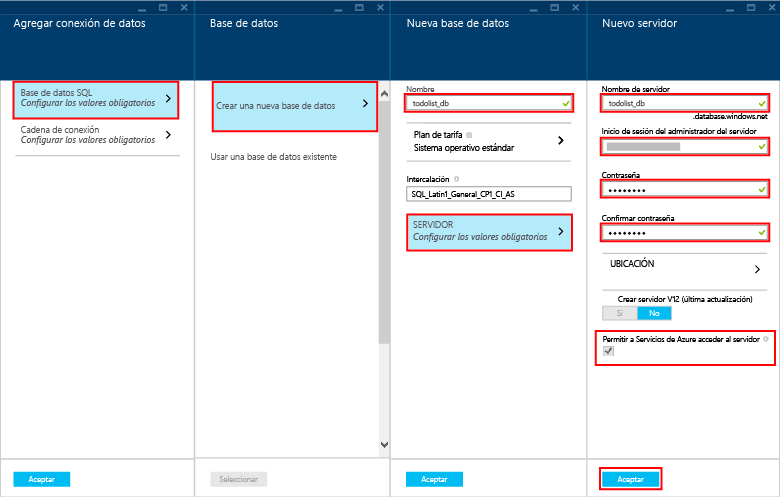 Agregar conexión de datos
Base de datos SQL
Configurar los valores obligatorios
Cadena de conexión
Configurar los valores obligatorios
Aceptar
Base de datos
Crear una nueva base de datos
Usar una base de datos existente
Seleccionar
Nueva base de datos
Nombre
todolist_db
Plan de tarifa
Sistema operativo estándar
Intercalación
SQL_Latin1_General_CP1_CI_AS
SERVIDOR
Configurar los valores obligatorios
Aceptar
Nuevo servidor
Nombre de servidor
todolist_db
.database.windows.net
Inicio de sesión del administrador del servidor
Contraseña
••••••••
Confirmar contraseña
••••••••
UBICACIÓN
Crear servidor V12 (última actualización)
Sí No
Permitir a Servicios de Azure acceder al servidor
Aceptar